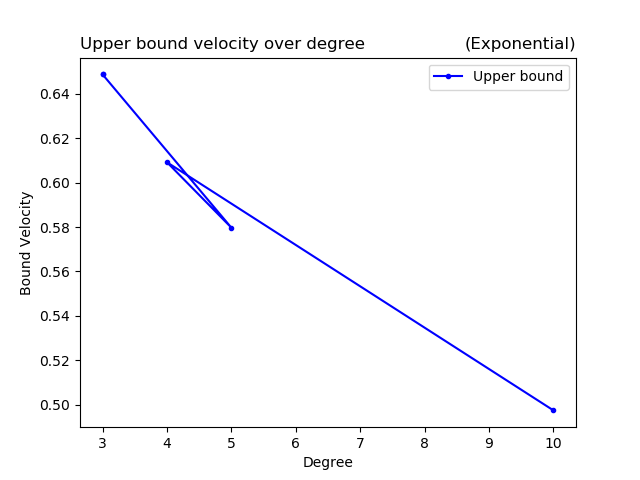 Upper bound velocity over degree (Exponential)
Upper bound
0.64
0.62
0.60
0.58
0.56
0.54
0.52
0.50
Bound Velocity
3 4 5 6 7 8 9 10
Degree